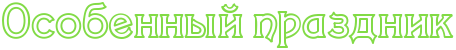 Особенный праздник